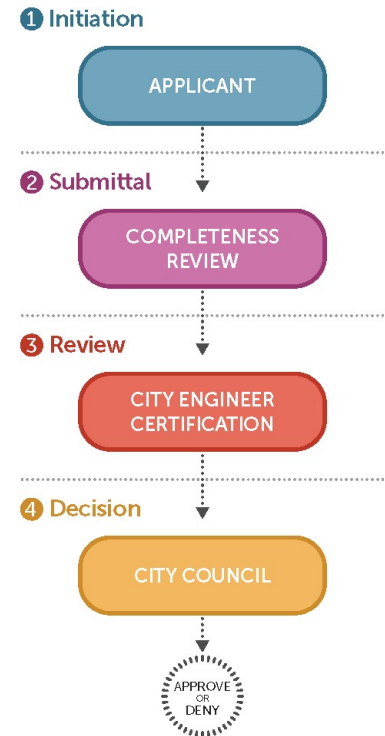 1 Initiation
APPLICANT
2 Submittal
COMPLETENESS
REVIEW
3 Review
CITY ENGINEER
CERTIFICATION
4 Decision
CITY COUNCIL
APPROVE
OR
DENY